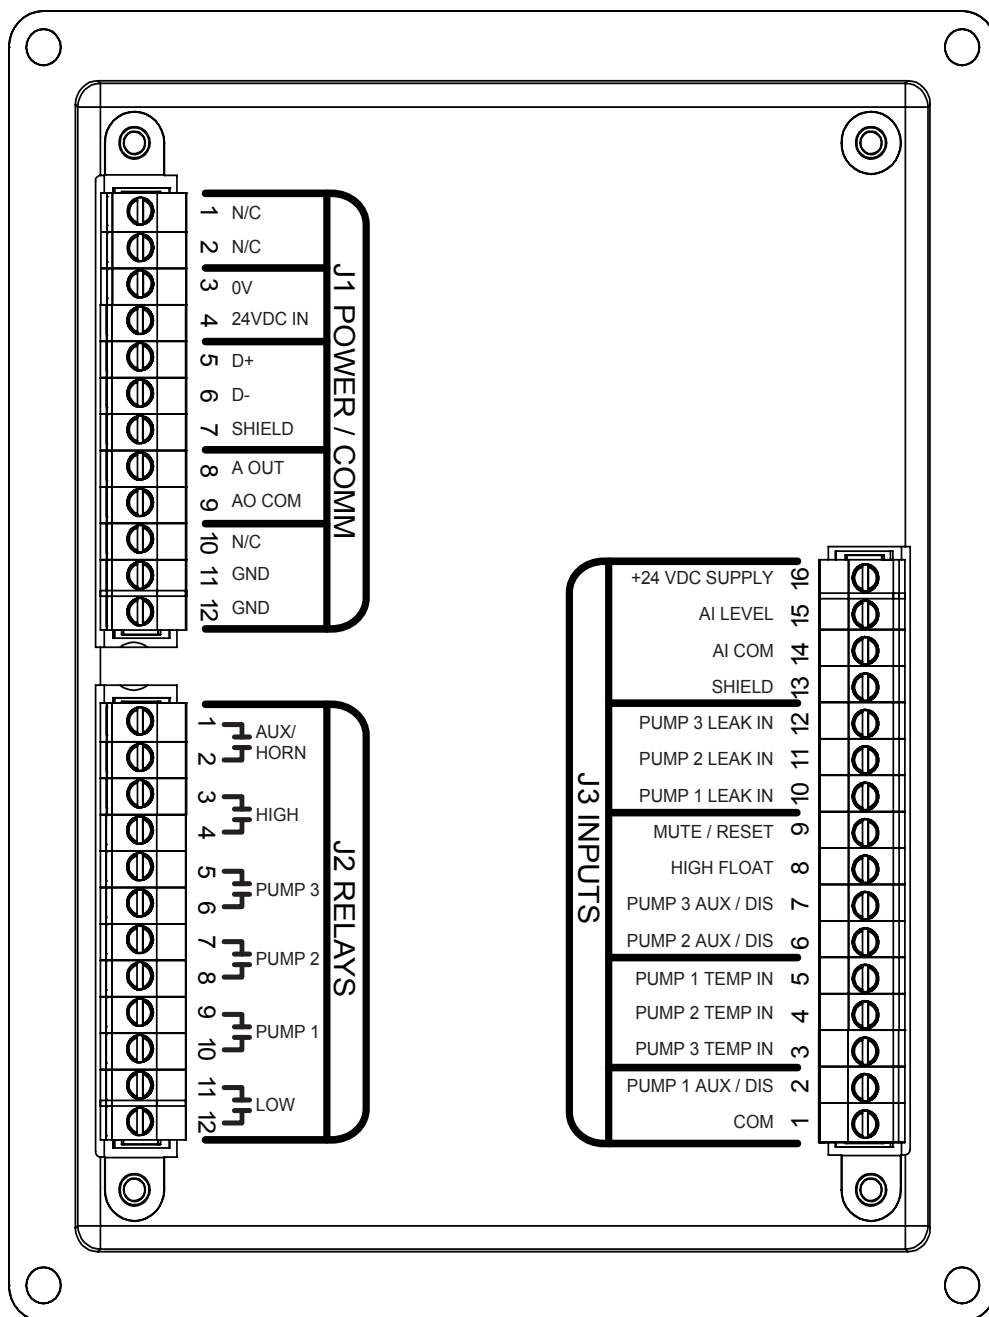 J1 POWER / COMM
1 N/C
2 N/C
3 0V
4 24VDC IN
5 D+
6 D-
7 SHIELD
8 A OUT
9 AO COM
10 N/C
11 GND
12 GND
J2 RELAYS
1 AUX/
2 HORN
3
HIGH
4
5
PUMP 3
6
7
PUMP 2
8
9
PUMP 1
10
11
LOW
12
J3 INPUTS
+24 VDC SUPPLY 16
AI LEVEL 15
AI COM 14
SHIELD 13
PUMP 3 LEAK IN 12
PUMP 2 LEAK IN 11
PUMP 1 LEAK IN 10
MUTE / RESET 9
HIGH FLOAT 8
PUMP 3 AUX / DIS 7
PUMP 2 AUX / DIS 6
PUMP 1 TEMP IN 5
PUMP 2 TEMP IN 4
PUMP 3 TEMP IN 3
PUMP 1 AUX / DIS 2
COM 1